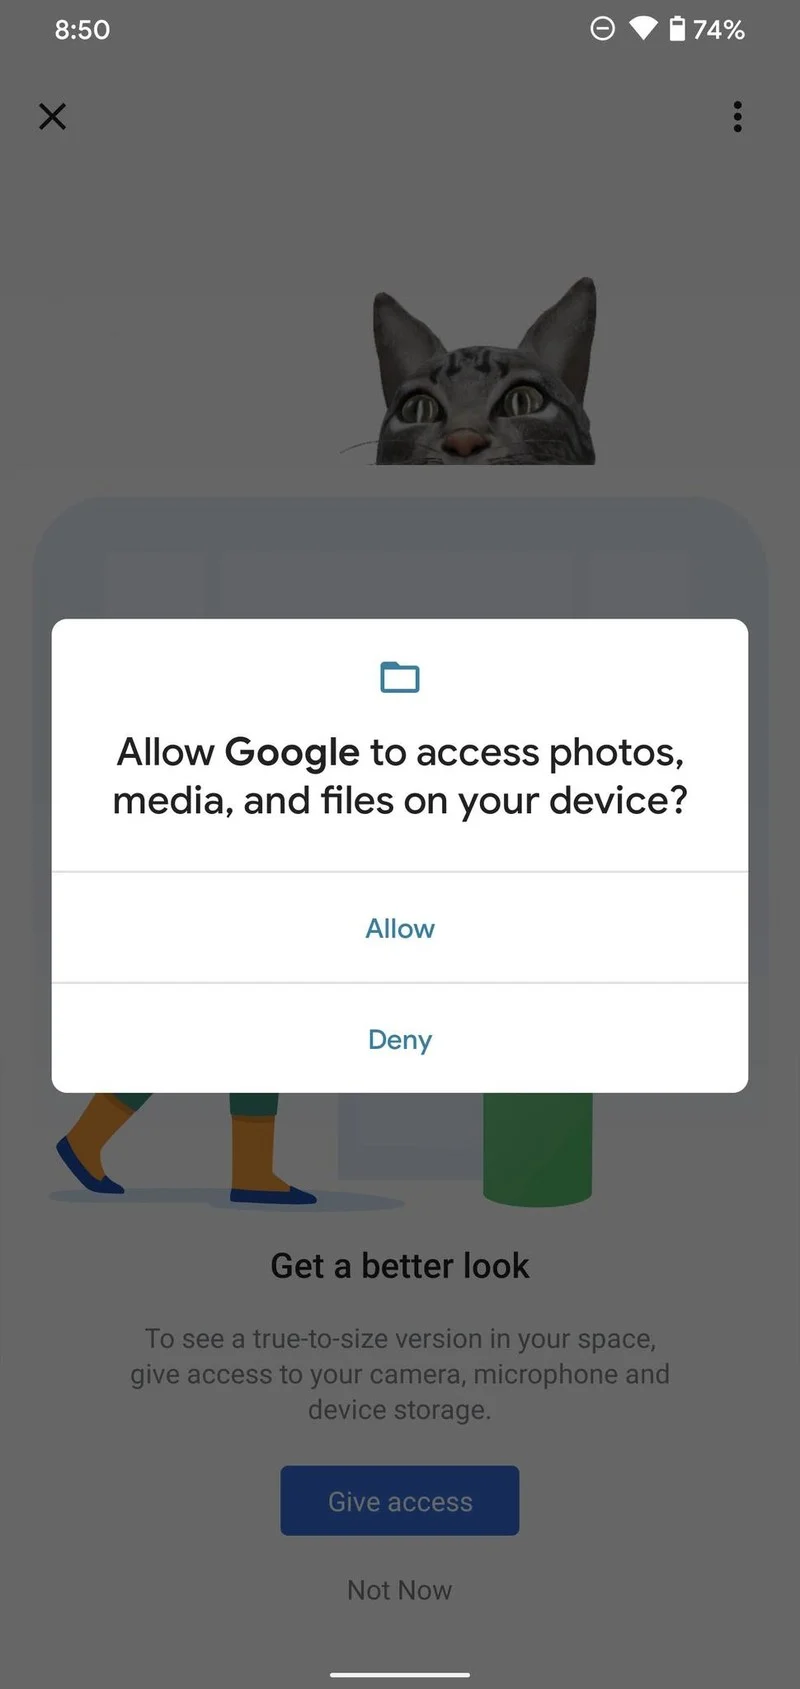 8:50
74%
Allow Google to access photos,
media, and files on your device?
Allow
Deny
Get a better look
To see a true-to-size version in your space,
give access to your camera, microphone and
device storage.
Give access
Not Now